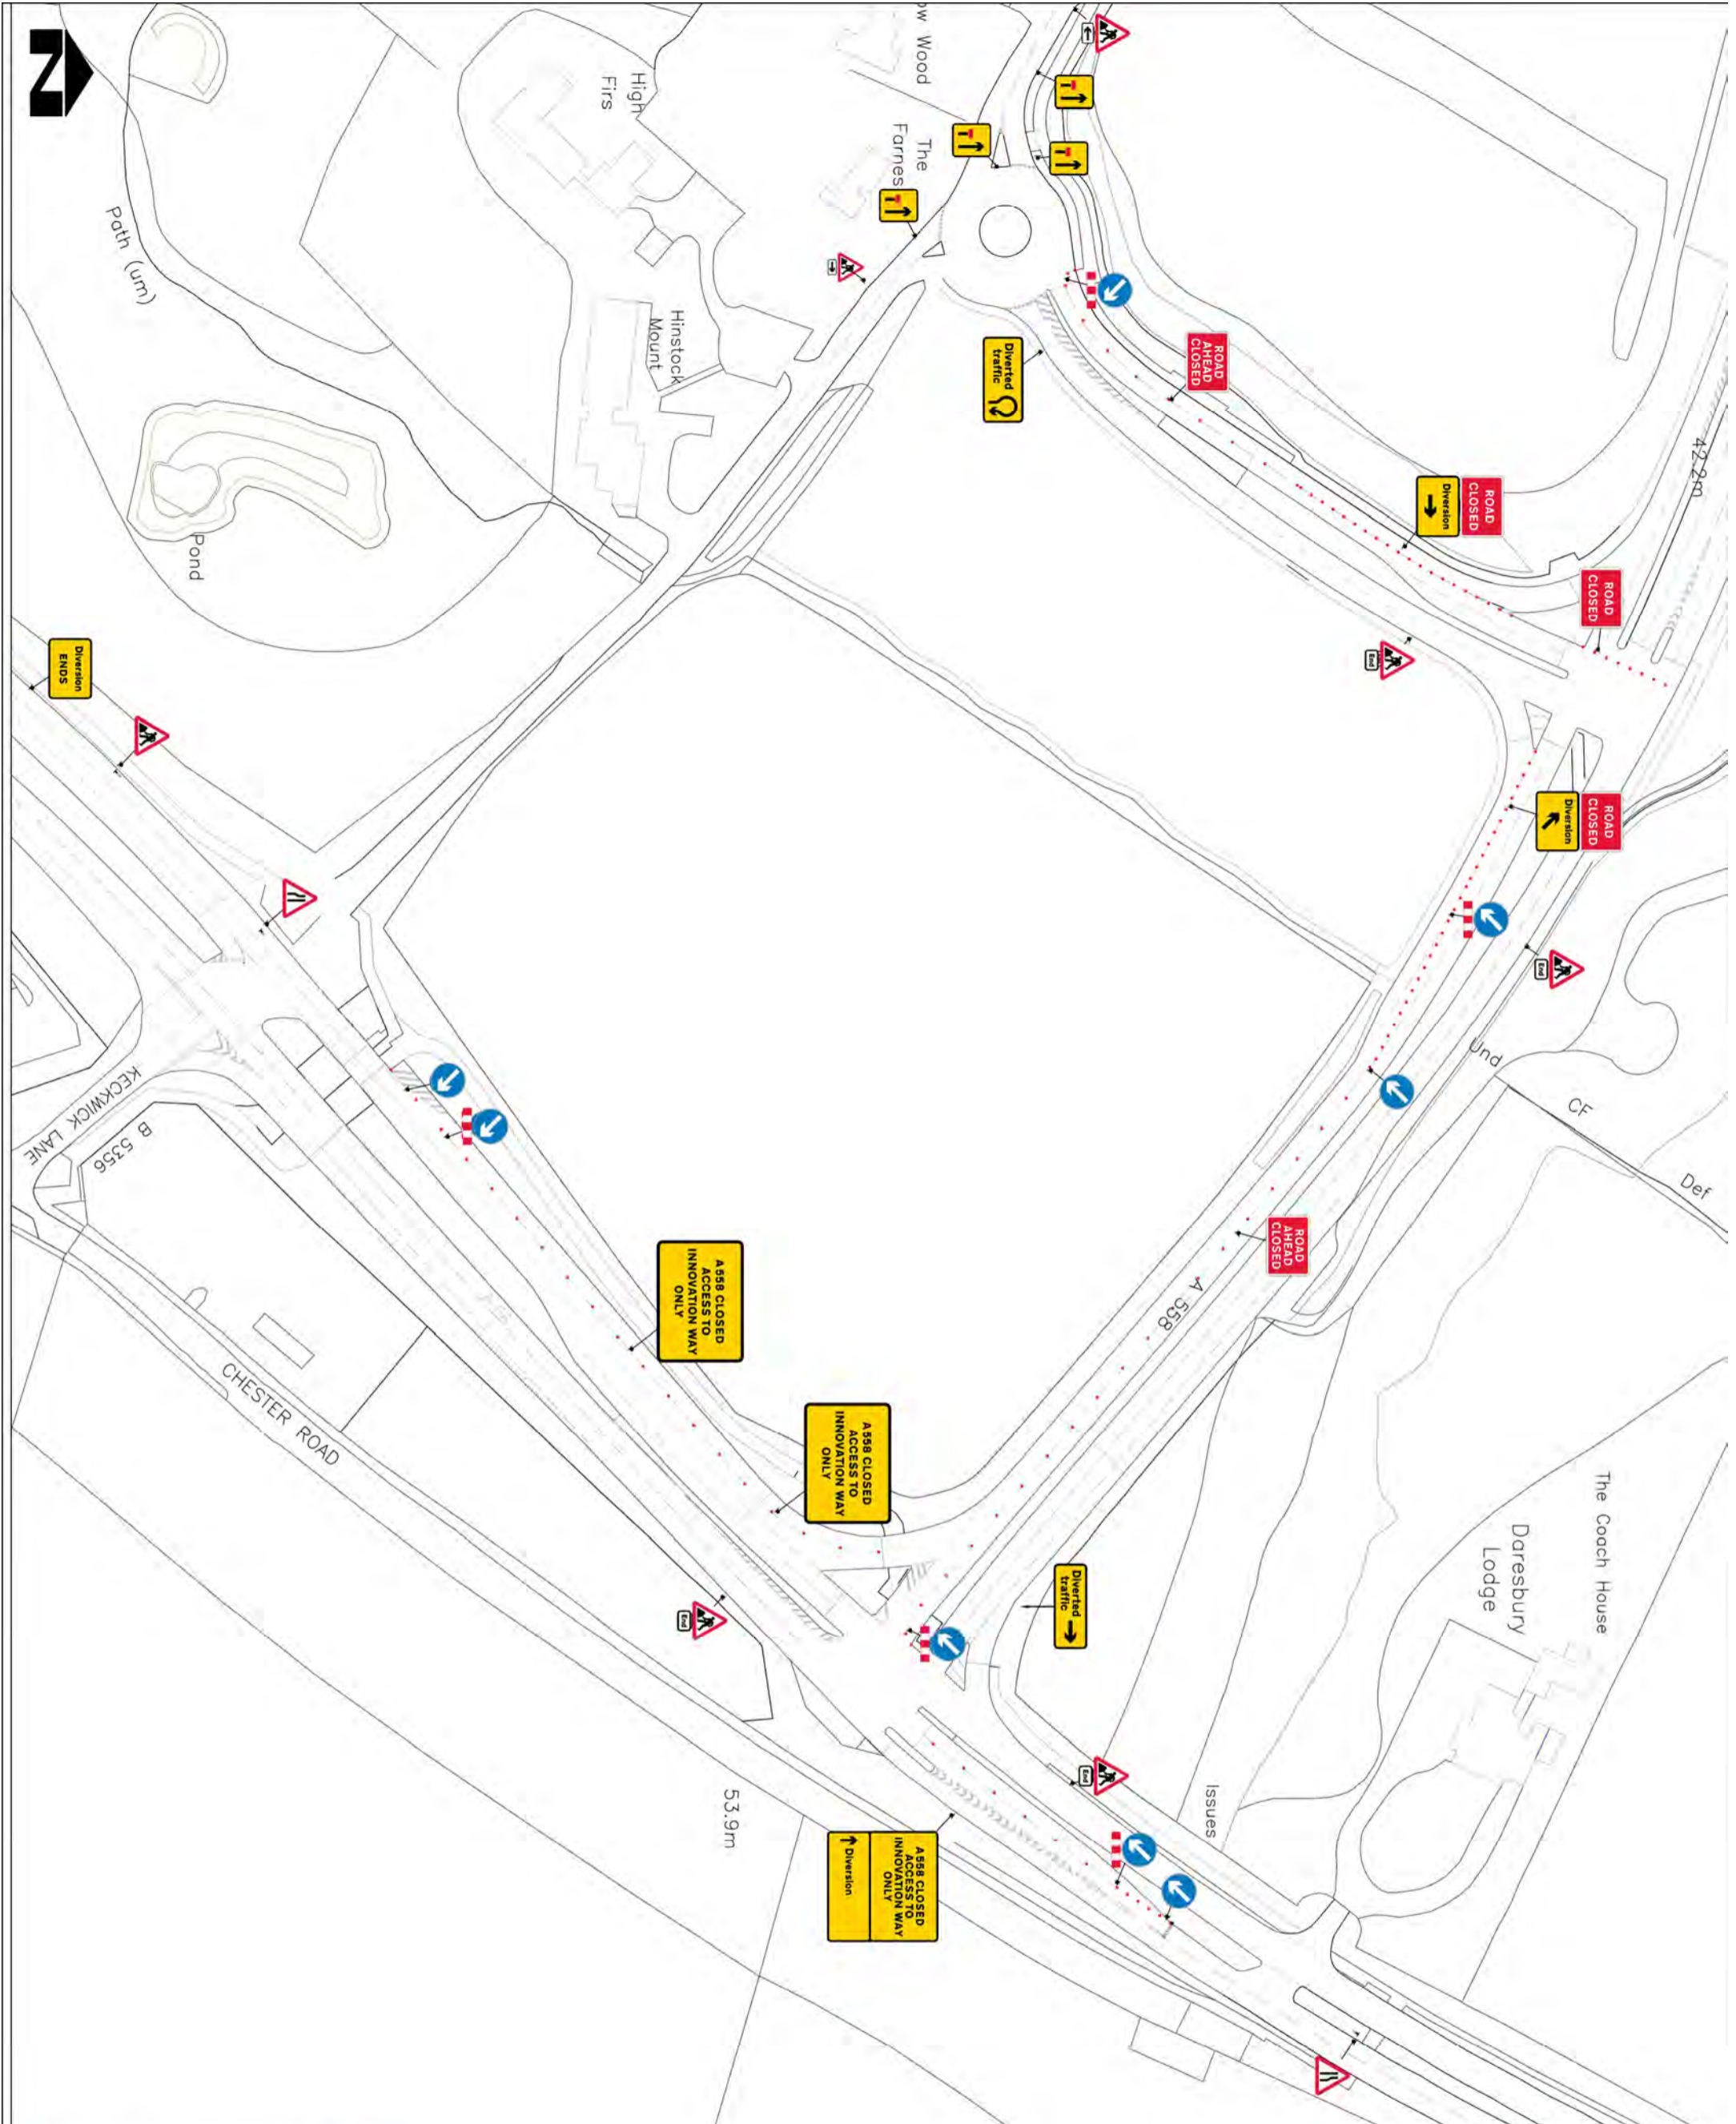 N
ow Wood
The
Farnes
High
Firs
Hinstock
Mount
Path (um)
Pond
42.2m
Diverted
traffic
ROAD
AHEAD
CLOSED
ROAD
CLOSED
Diversion
ROAD
CLOSED
End
ROAD
CLOSED
Diversion
End
Und
CF
Def
Diversion
ENDS
KECKWICK LANE
B 5356
ROAD
AHEAD
CLOSED
A 558
A558 CLOSED
ACCESS TO
INNOVATION WAY
ONLY
A558 CLOSED
ACCESS TO
INNOVATION WAY
ONLY
CHESTER ROAD
The Coach House
Daresbury
Lodge
Diverted
traffic
End
End
Issues
53.9m
A558 CLOSED
ACCESS TO
INNOVATION WAY
ONLY
Diversion